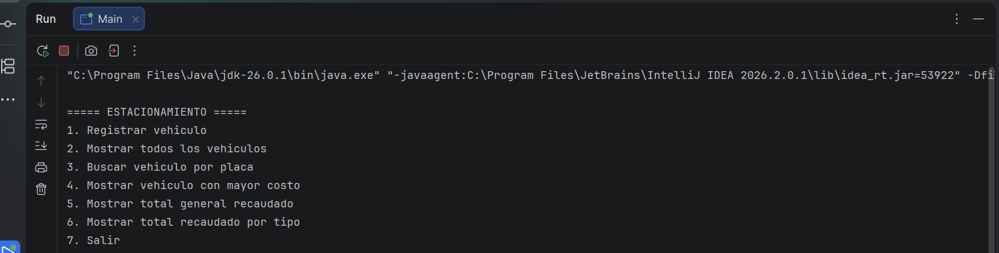 Run
Main
"C:\Program Files\Java\jdk-26.0.1\bin\java.exe" "-javaagent:C:\Program Files\JetBrains\IntelliJ IDEA 2026.2.0.1\lib\idea_rt.jar=53922" -Dfi
===== ESTACIONAMIENTO =====
1. Registrar vehiculo
2. Mostrar todos los vehiculos
3. Buscar vehiculo por placa
4. Mostrar vehiculo con mayor costo
5. Mostrar total general recaudado
6. Mostrar total recaudado por tipo
7. Salir